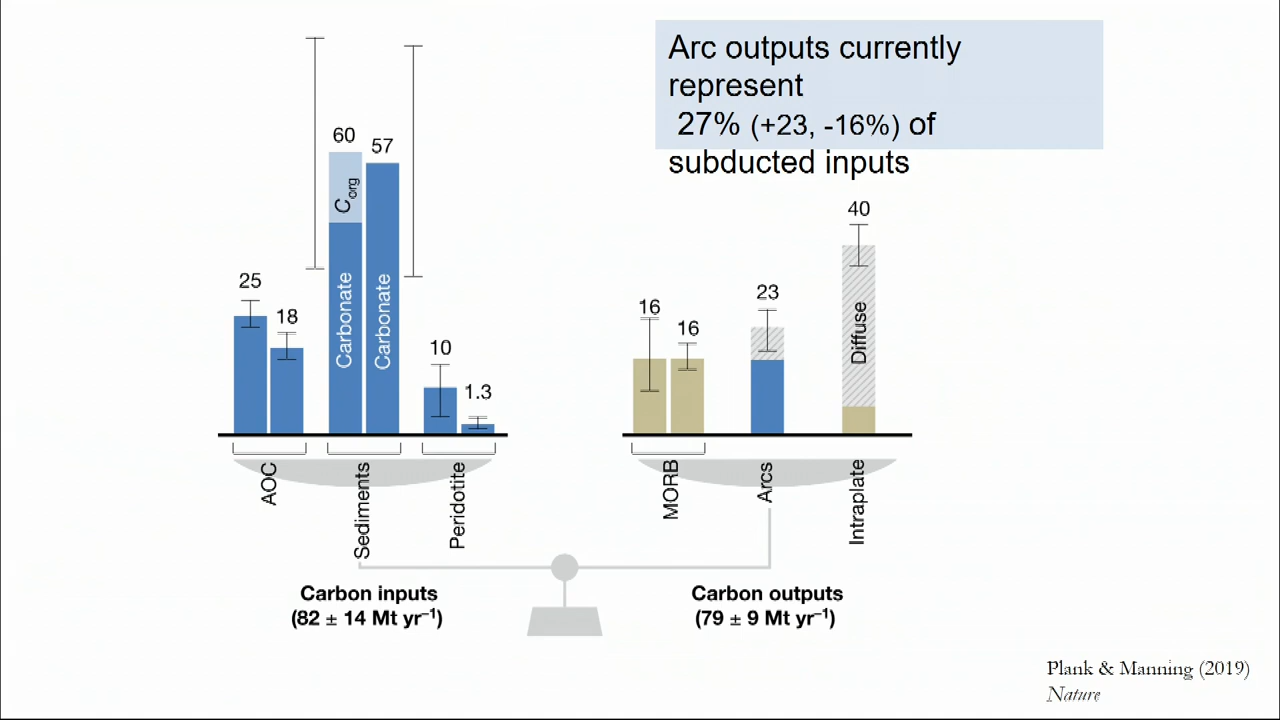 Arc outputs currently
represent
27% (+23, -16%) of
subducted inputs
60
57
C_org
40
25
18
Carbonate
Carbonate
10
1.3
16
16
23
Diffuse
AOC
Sediments
Peridotite
MORB
Arcs
Intraplate
Carbon inputs
(82 ± 14 Mt yr⁻¹)
Carbon outputs
(79 ± 9 Mt yr⁻¹)
Plank & Manning (2019)
Nature